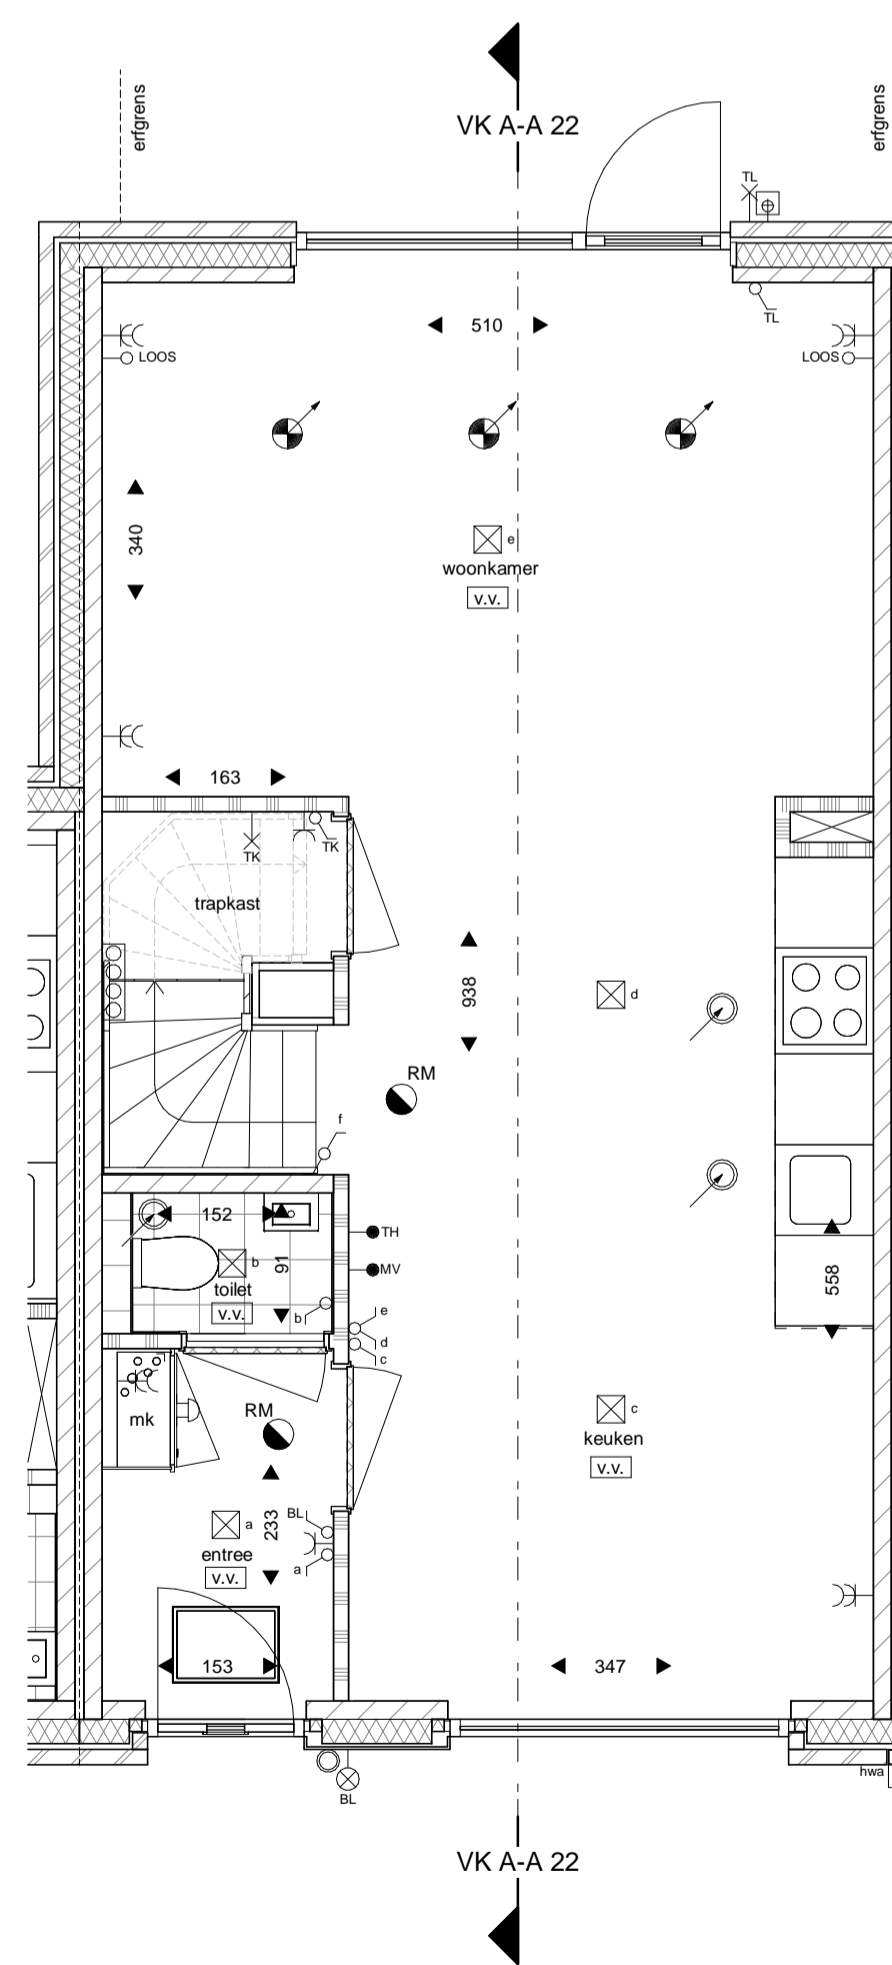 erfgrens
erfgrens
VK A-A 22
TL
TL
510
LOOS
LOOS
340
e
woonkamer
v.v.
163
TK
TK
trapkast
938
d
RM
f
152
TH
b
91
MV
toilet
v.v.
b
e
d
c
558
mk
RM
c
keuken
v.v.
BL
a
233
entree
a
v.v.
153
347
hwa
BL
VK A-A 22